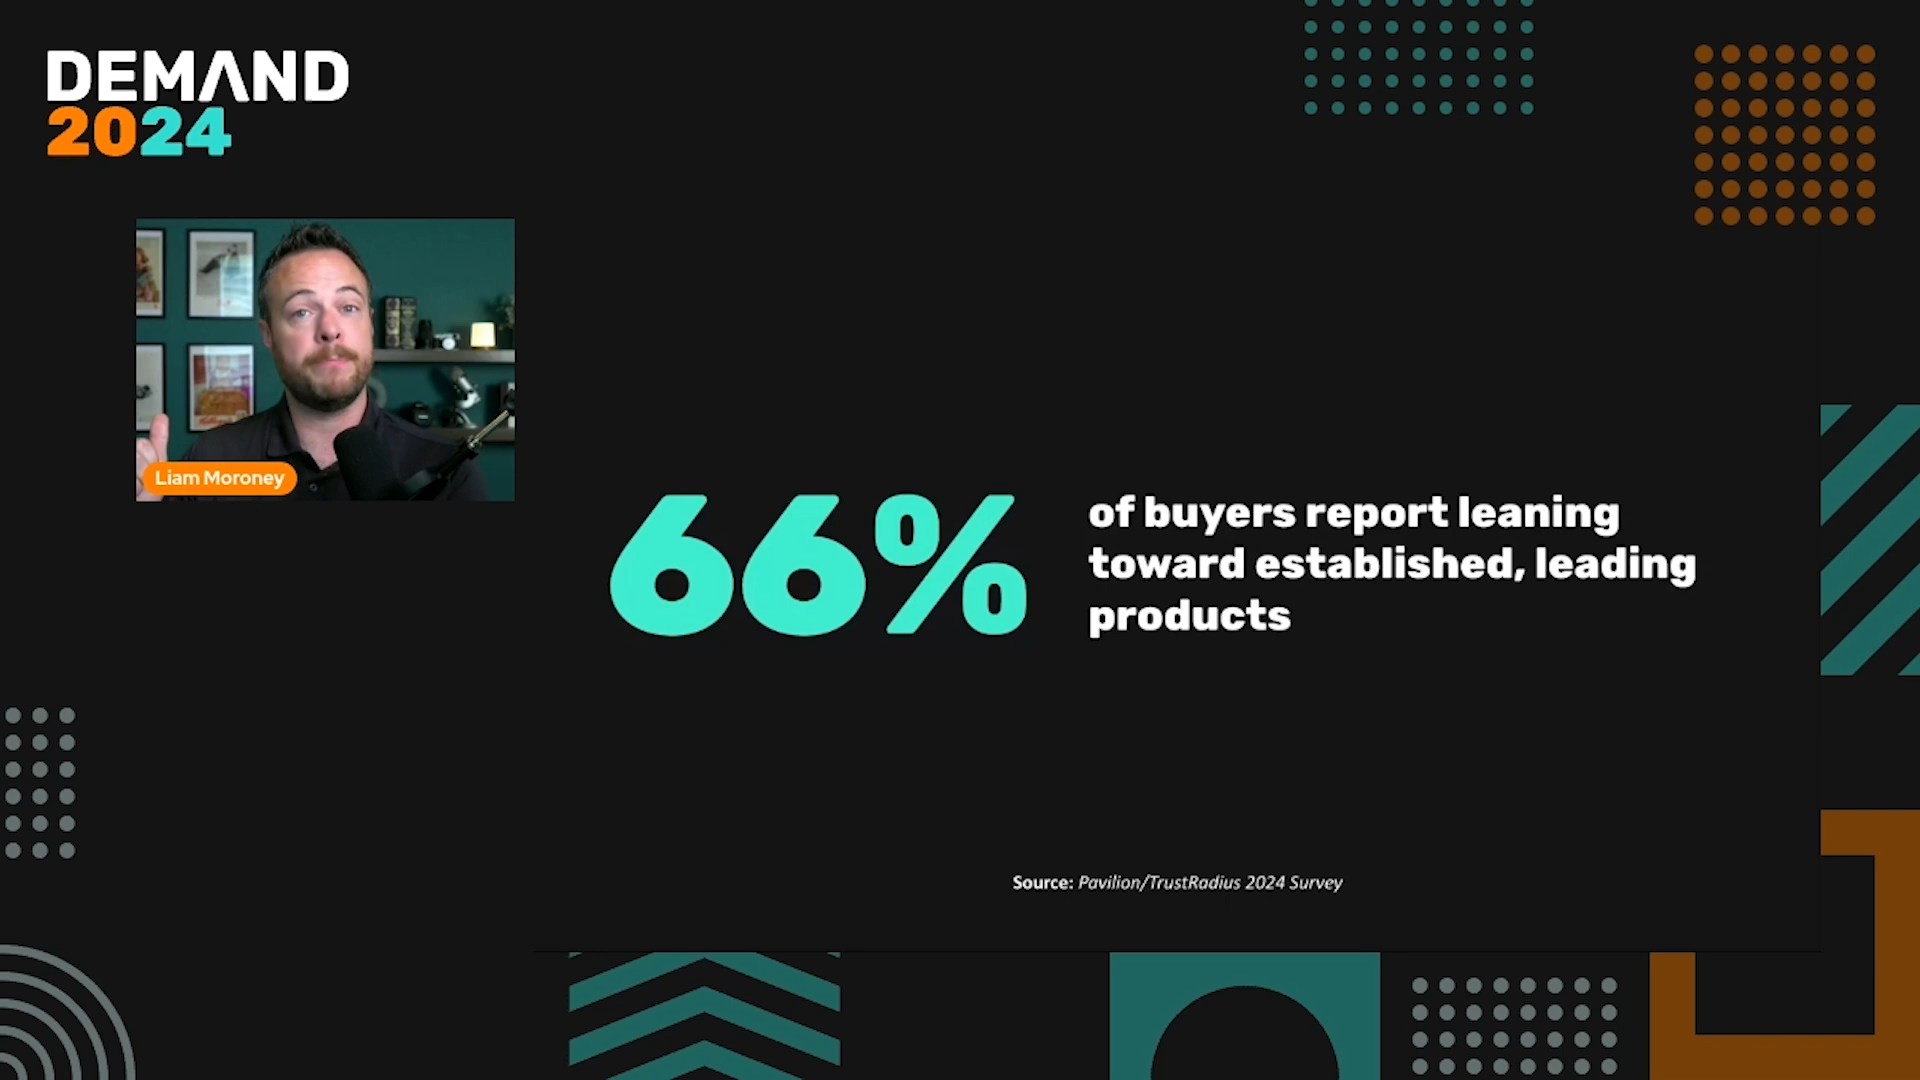 DEMAND
2024
Liam Moroney
66%
of buyers report leaning
toward established, leading
products
Source: Pavilion/TrustRadius 2024 Survey